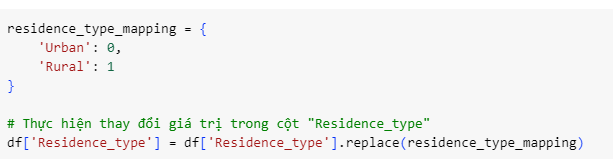 residence_type_mapping = {
    'Urban': 0,
    'Rural': 1
}
# Thực hiện thay đổi giá trị trong cột "Residence_type"
df['Residence_type'] = df['Residence_type'].replace(residence_type_mapping)